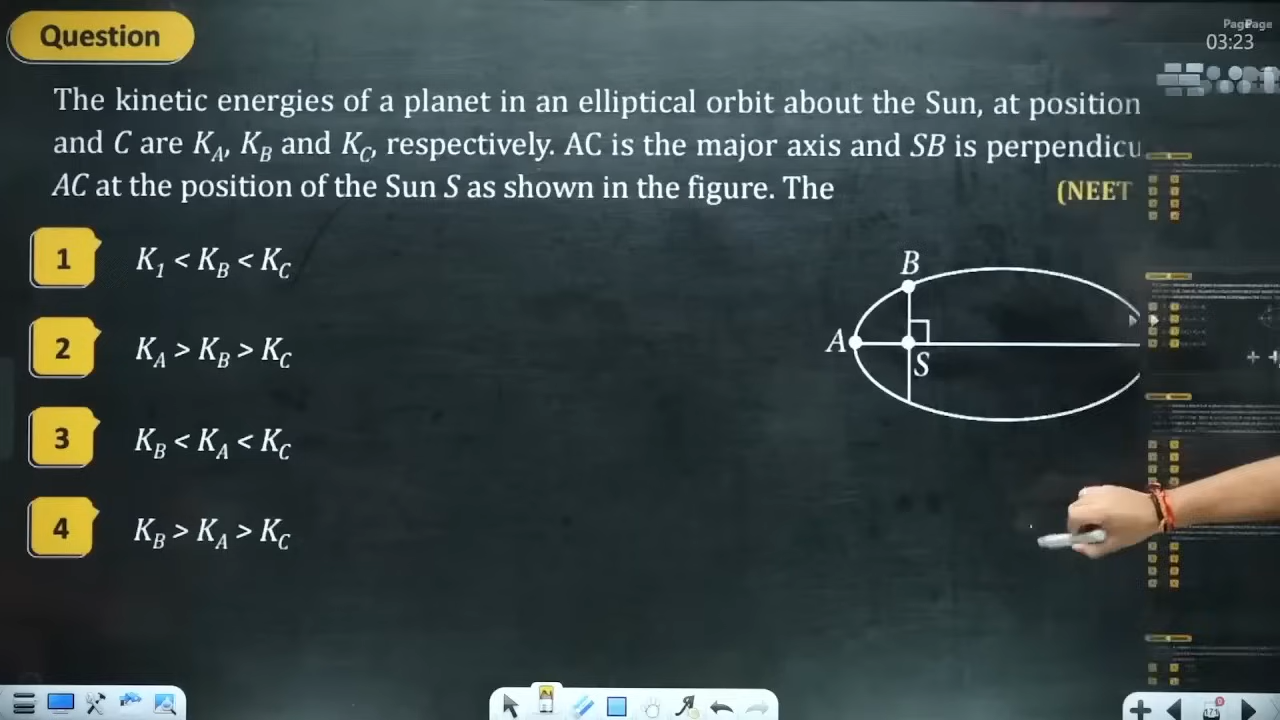 Question
PagePage
03:23
The kinetic energies of a planet in an elliptical orbit about the Sun, at position
and C are K_A, K_B and K_C, respectively. AC is the major axis and SB is perpendicu
AC at the position of the Sun S as shown in the figure. The
(NEET
1 K_1 < K_B < K_C
2 K_A > K_B > K_C
3 K_B < K_A < K_C
4 K_B > K_A > K_C
B
A
S